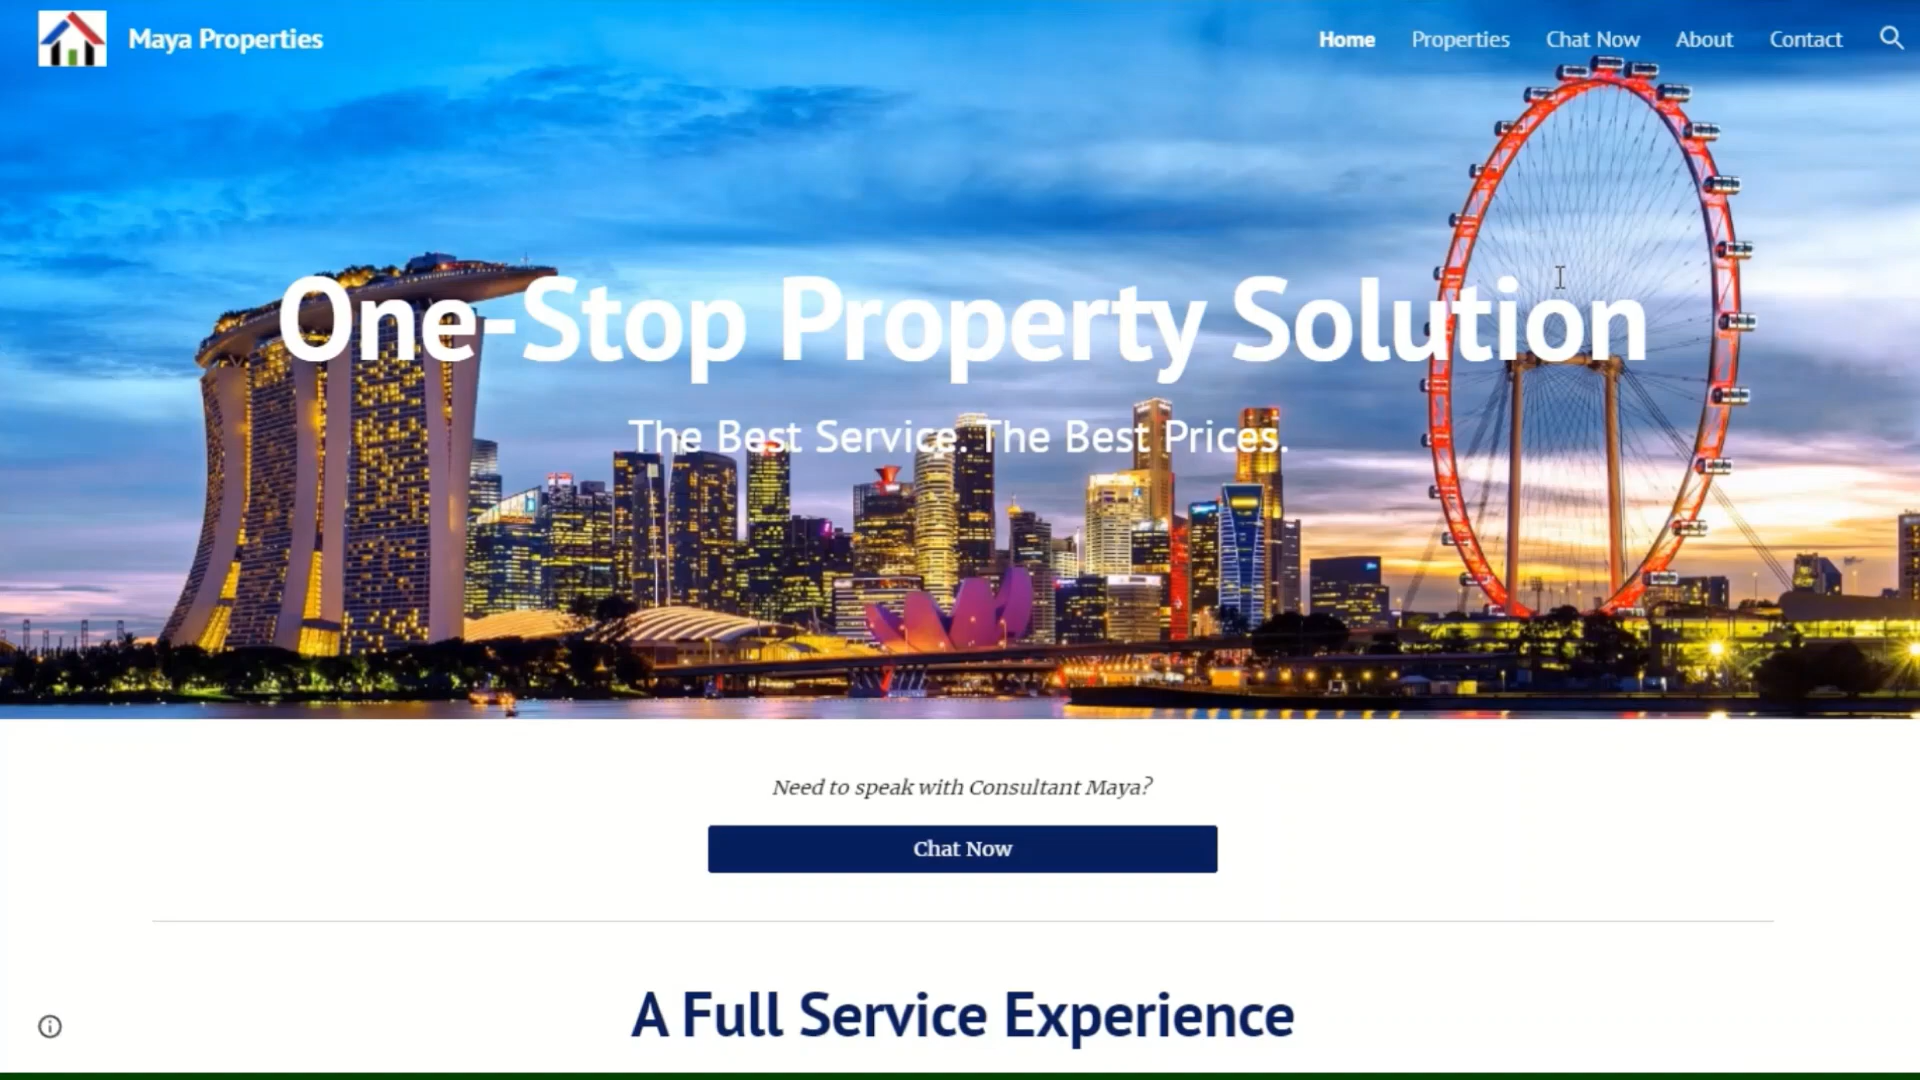 Maya Properties
Home Properties Chat Now About Contact
One-Stop Property Solution
The Best Service. The Best Prices.
Need to speak with Consultant Maya?
Chat Now
A Full Service Experience